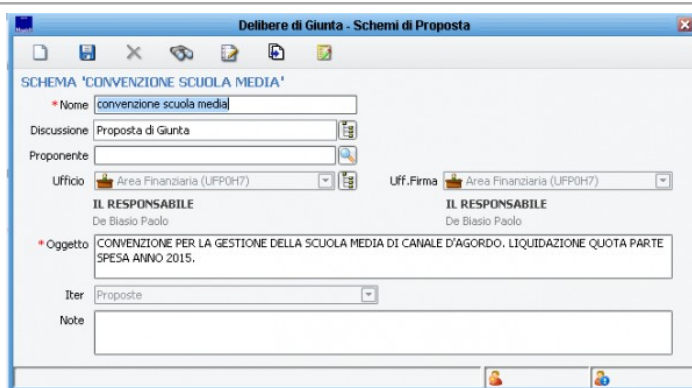 Delibere di Giunta - Schemi di Proposta
SCHEMA 'CONVENZIONE SCUOLA MEDIA'
* Nome convenzione scuola media
Discussione Proposta di Giunta
Proponente
Ufficio Area Finanziaria (UFP0H7) Uff.Firma Area Finanziaria (UFP0H7)
IL RESPONSABILE IL RESPONSABILE
De Biasio Paolo De Biasio Paolo
* Oggetto CONVENZIONE PER LA GESTIONE DELLA SCUOLA MEDIA DI CANALE D'AGORDO. LIQUIDAZIONE QUOTA PARTE
SPESA ANNO 2015.
Iter Proposte
Note